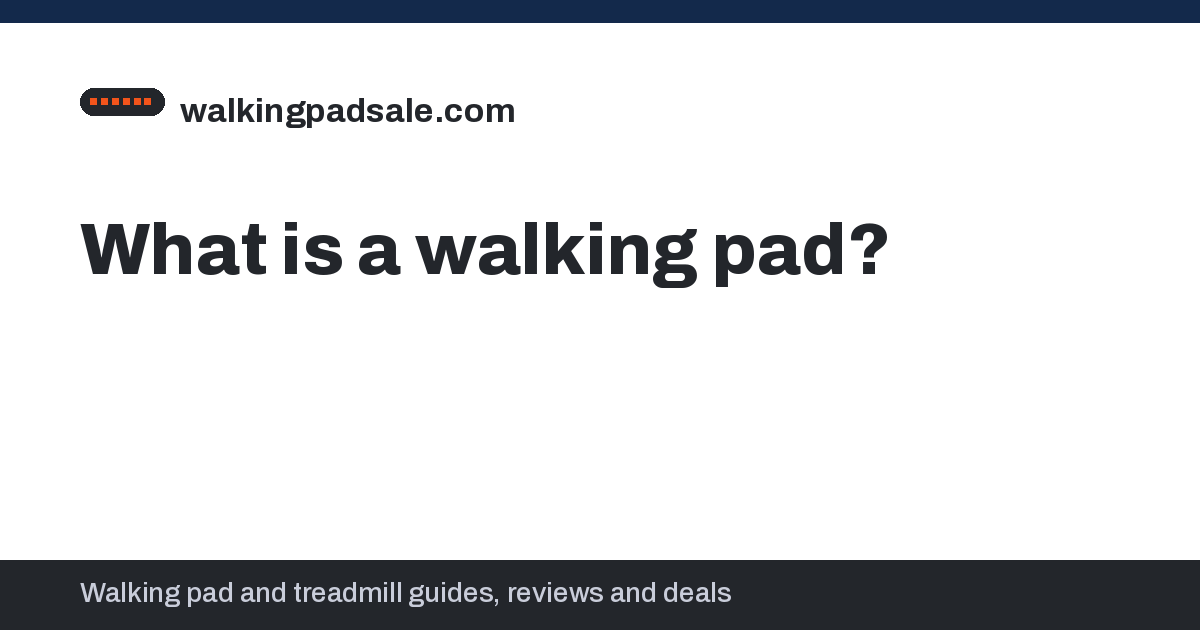 walkingpadsale.com
What is a walking pad?
Walking pad and treadmill guides, reviews and deals